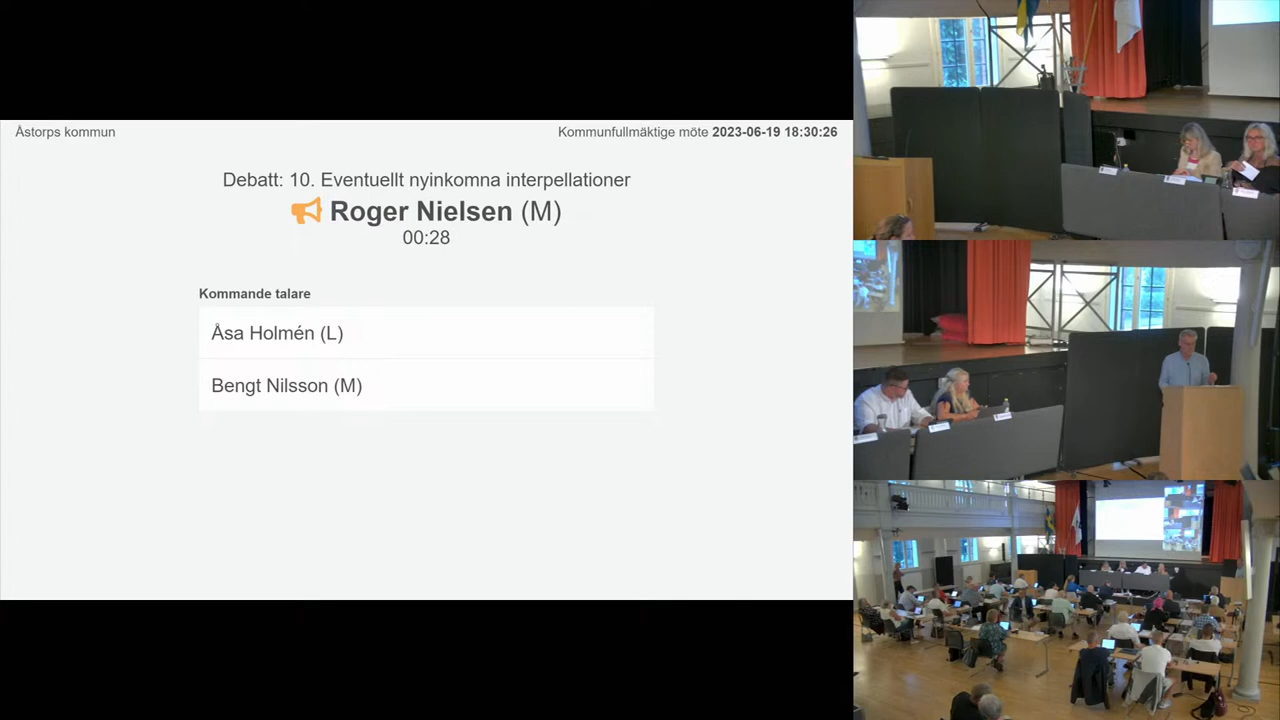 Åstorps kommun
Kommunfullmäktige möte 2023-06-19 18:30:26
Debatt: 10. Eventuellt nyinkomna interpellationer
Roger Nielsen (M)
00:28
Kommande talare
Åsa Holmén (L)
Bengt Nilsson (M)